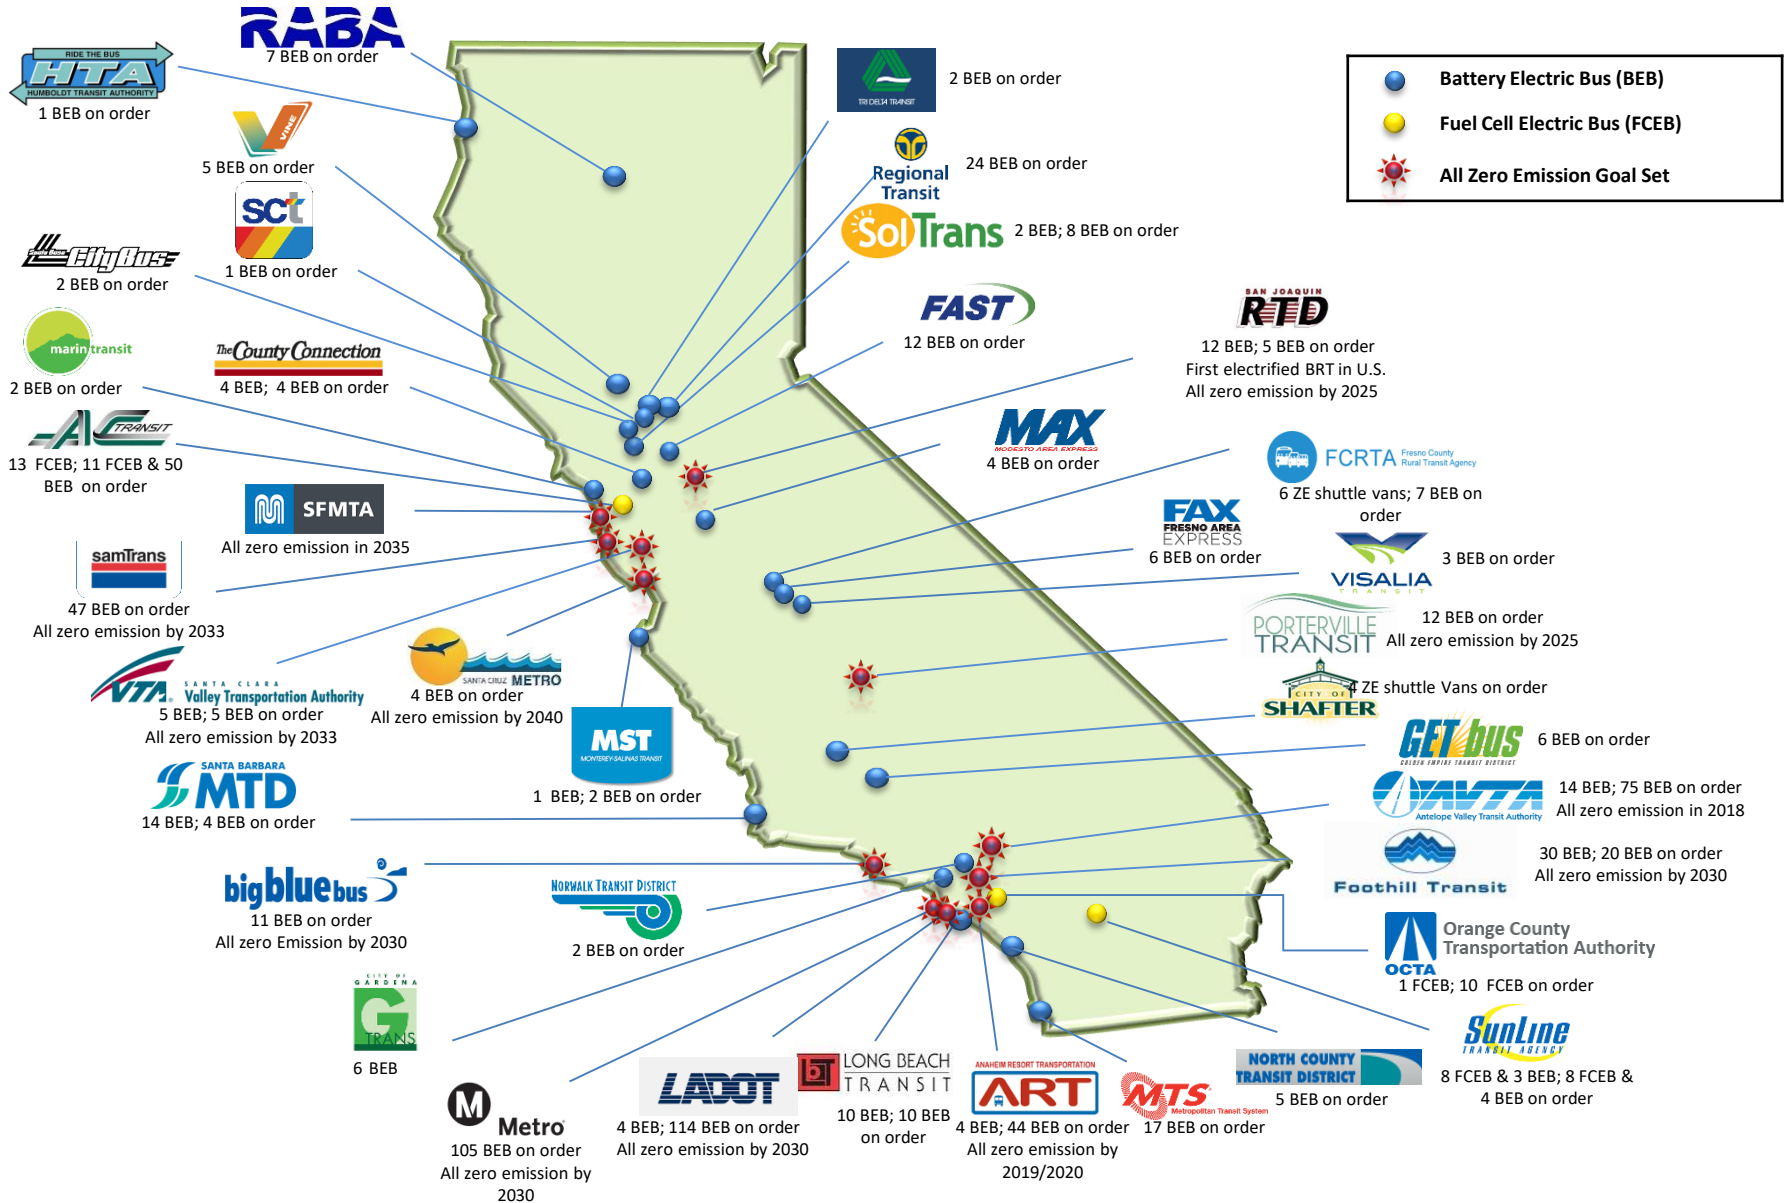 RIDE THE BUS
HTA
HUMBOLDT TRANSIT AUTHORITY
1 BEB on order
RABA
7 BEB on order
VINE
5 BEB on order
sct
1 BEB on order
CityBus
2 BEB on order
marin transit
2 BEB on order
The County Connection
4 BEB;  4 BEB on order
AC TRANSIT
13  FCEB; 11 FCEB & 50
BEB  on order
SFMTA
All zero emission in 2035
samTrans
47 BEB on order
All zero emission by 2033
VTA.
SANTA CLARA
Valley Transportation Authority
5 BEB; 5 BEB on order
All zero emission by 2033
SANTA CRUZ METRO
4 BEB on order
All zero emission by 2040
MST
MONTEREY-SALINAS TRANSIT
1  BEB; 2 BEB on order
SANTA BARBARA
MTD
14 BEB; 4 BEB on order
big blue bus
11 BEB on order
All zero Emission by 2030
NORWALK TRANSIT DISTRICT
2 BEB on order
CITY OF
GARDENA
G
TRANS
6 BEB
M
Metro
105 BEB on order
All zero emission by
2030
LADOT
4 BEB; 114 BEB on order
All zero emission by 2030
LONG BEACH
TRANSIT
10 BEB; 10 BEB
on order
ANAHEIM RESORT TRANSPORTATION
ART
4 BEB; 44 BEB on order
All zero emission by
2019/2020
MTS
Metropolitan Transit System
17 BEB on order
NORTH COUNTY
TRANSIT DISTRICT
5 BEB on order
SunLine
TRANSIT AGENCY
8 FCEB & 3 BEB; 8 FCEB &
4 BEB on order
OCTA
Orange County
Transportation Authority
1 FCEB; 10  FCEB on order
Foothill Transit
30 BEB; 20 BEB on order
All zero emission by 2030
AVTA
Antelope Valley Transit Authority
14 BEB; 75 BEB on order
All zero emission in 2018
GET bus
GOLDEN EMPIRE TRANSIT DISTRICT
6 BEB on order
CITY OF
SHAFTER
4 ZE shuttle Vans on order
PORTERVILLE
TRANSIT
12 BEB on order
All zero emission by 2025
VISALIA
TRANSIT
3 BEB on order
FAX
FRESNO AREA
EXPRESS
6 BEB on order
FCRTA
Fresno County
Rural Transit Agency
6 ZE shuttle vans; 7 BEB on
order
MAX
MODESTO AREA EXPRESS
4 BEB on order
SAN JOAQUIN
RTD
12 BEB; 5 BEB on order
First electrified BRT in U.S.
All zero emission by 2025
FAST
12 BEB on order
SolTrans
2 BEB; 8 BEB on order
Regional
Transit
24 BEB on order
TRI DELTA TRANSIT
2 BEB on order
Battery Electric Bus (BEB)
Fuel Cell Electric Bus (FCEB)
All Zero Emission Goal Set